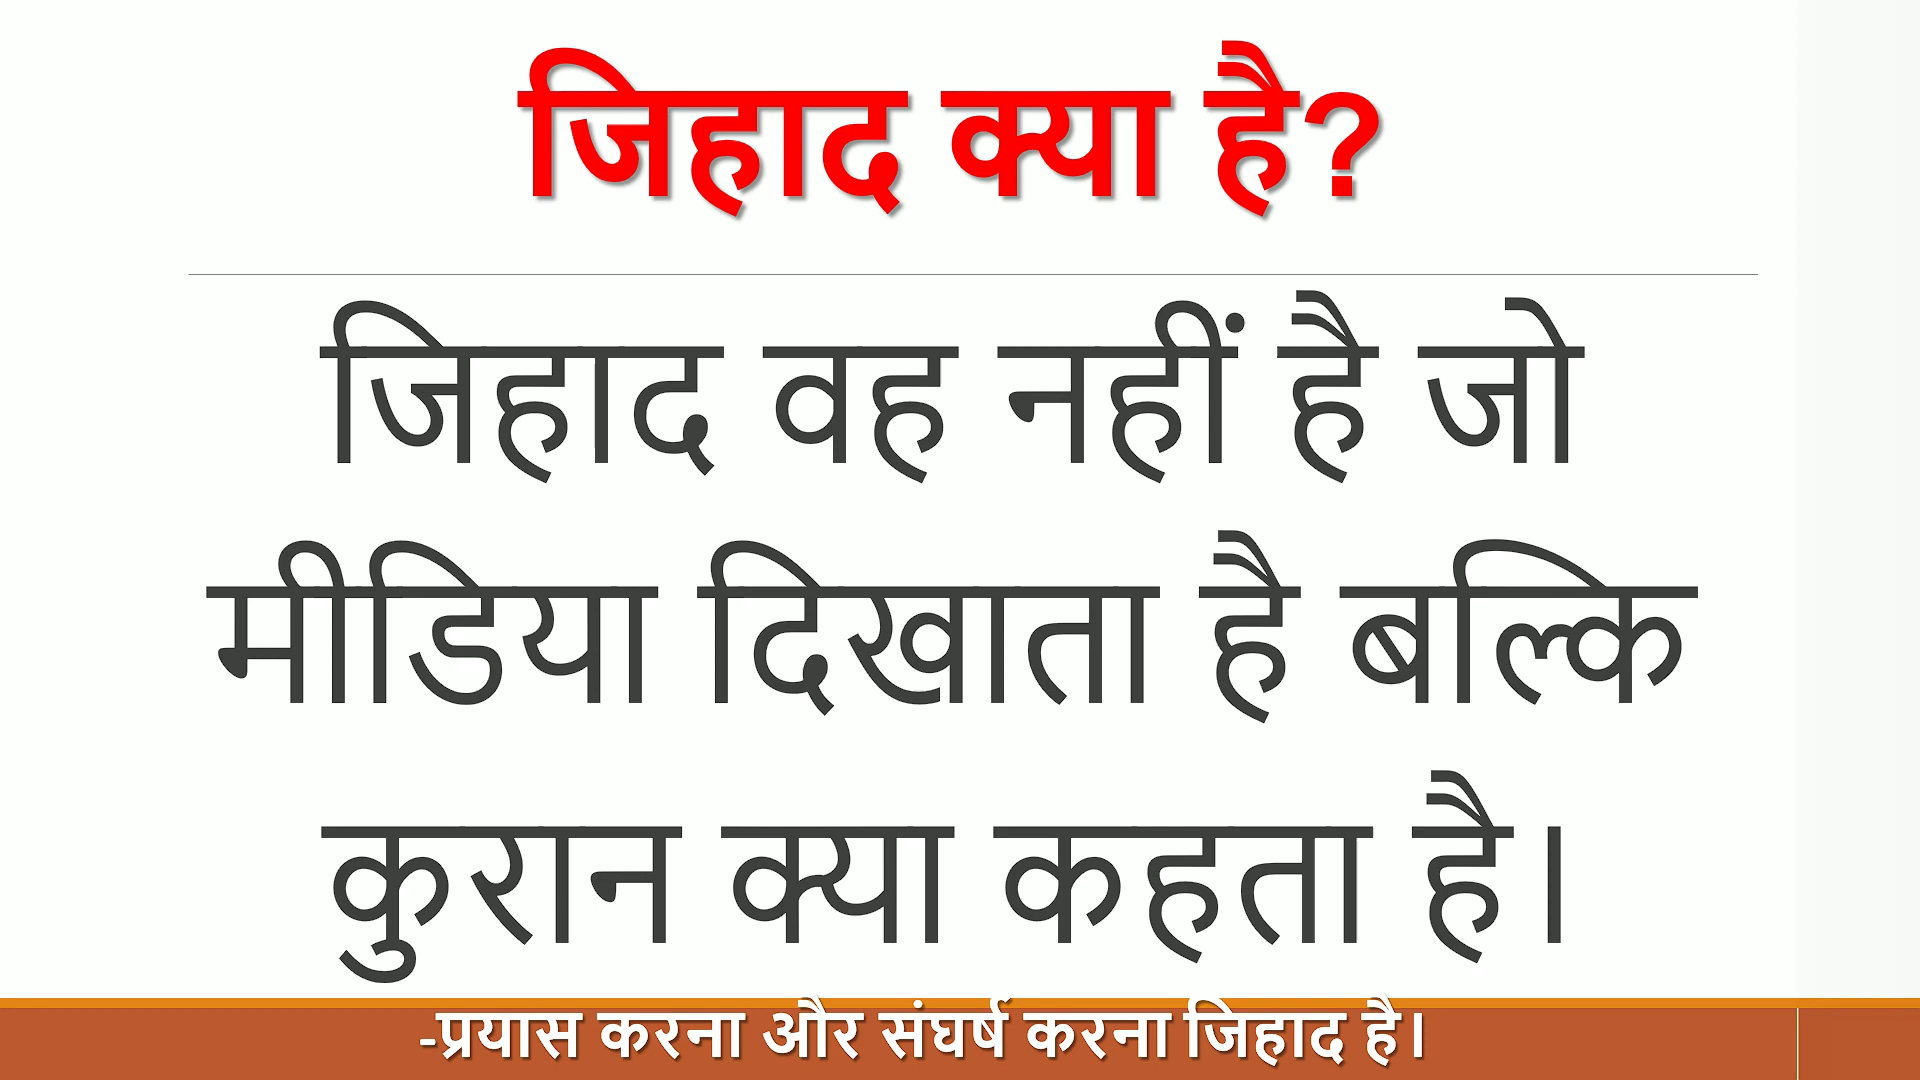 जिहाद क्या है?
जिहाद वह नहीं है जो
मीडिया दिखाता है बल्कि
कुरान क्या कहता है।
-प्रयास करना और संघर्ष करना जिहाद है।